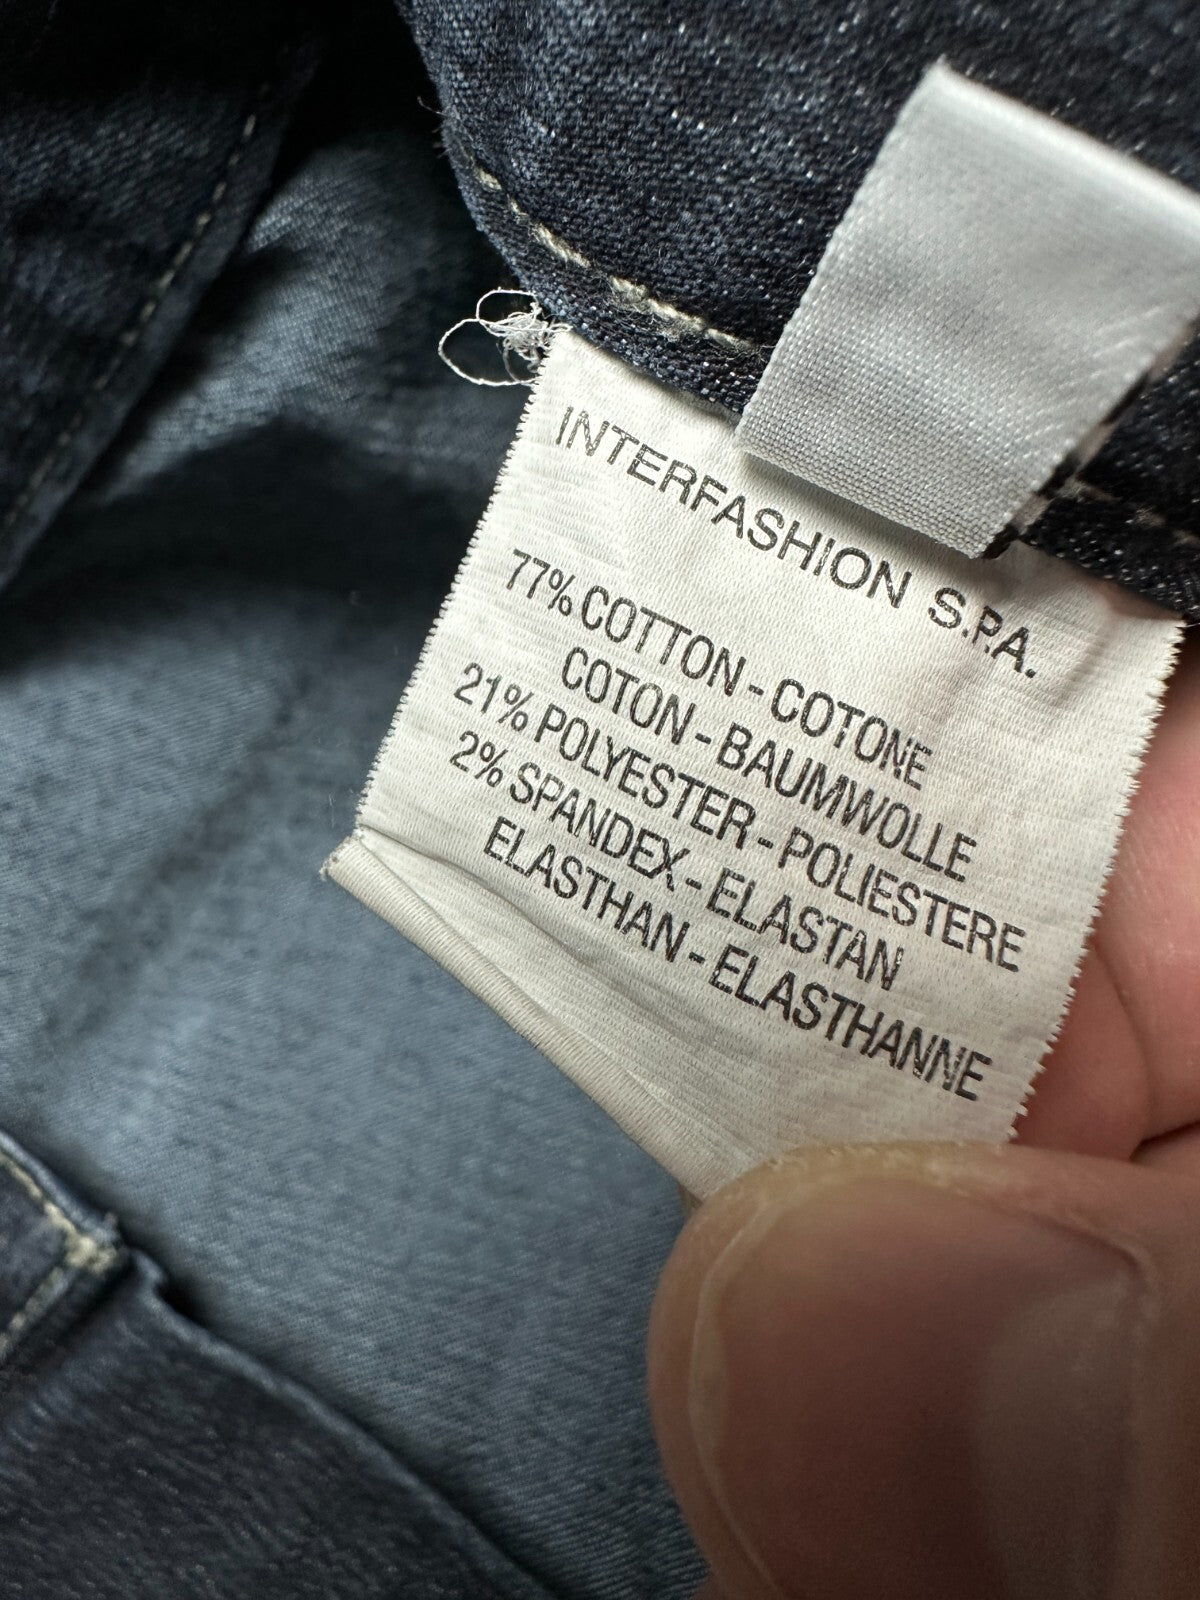 INTERFASHION S.P.A.
77% COTTON - COTONE
COTON - BAUMWOLLE
21% POLYESTER - POLIESTERE
2% SPANDEX - ELASTAN
ELASTHAN - ELASTHANNE